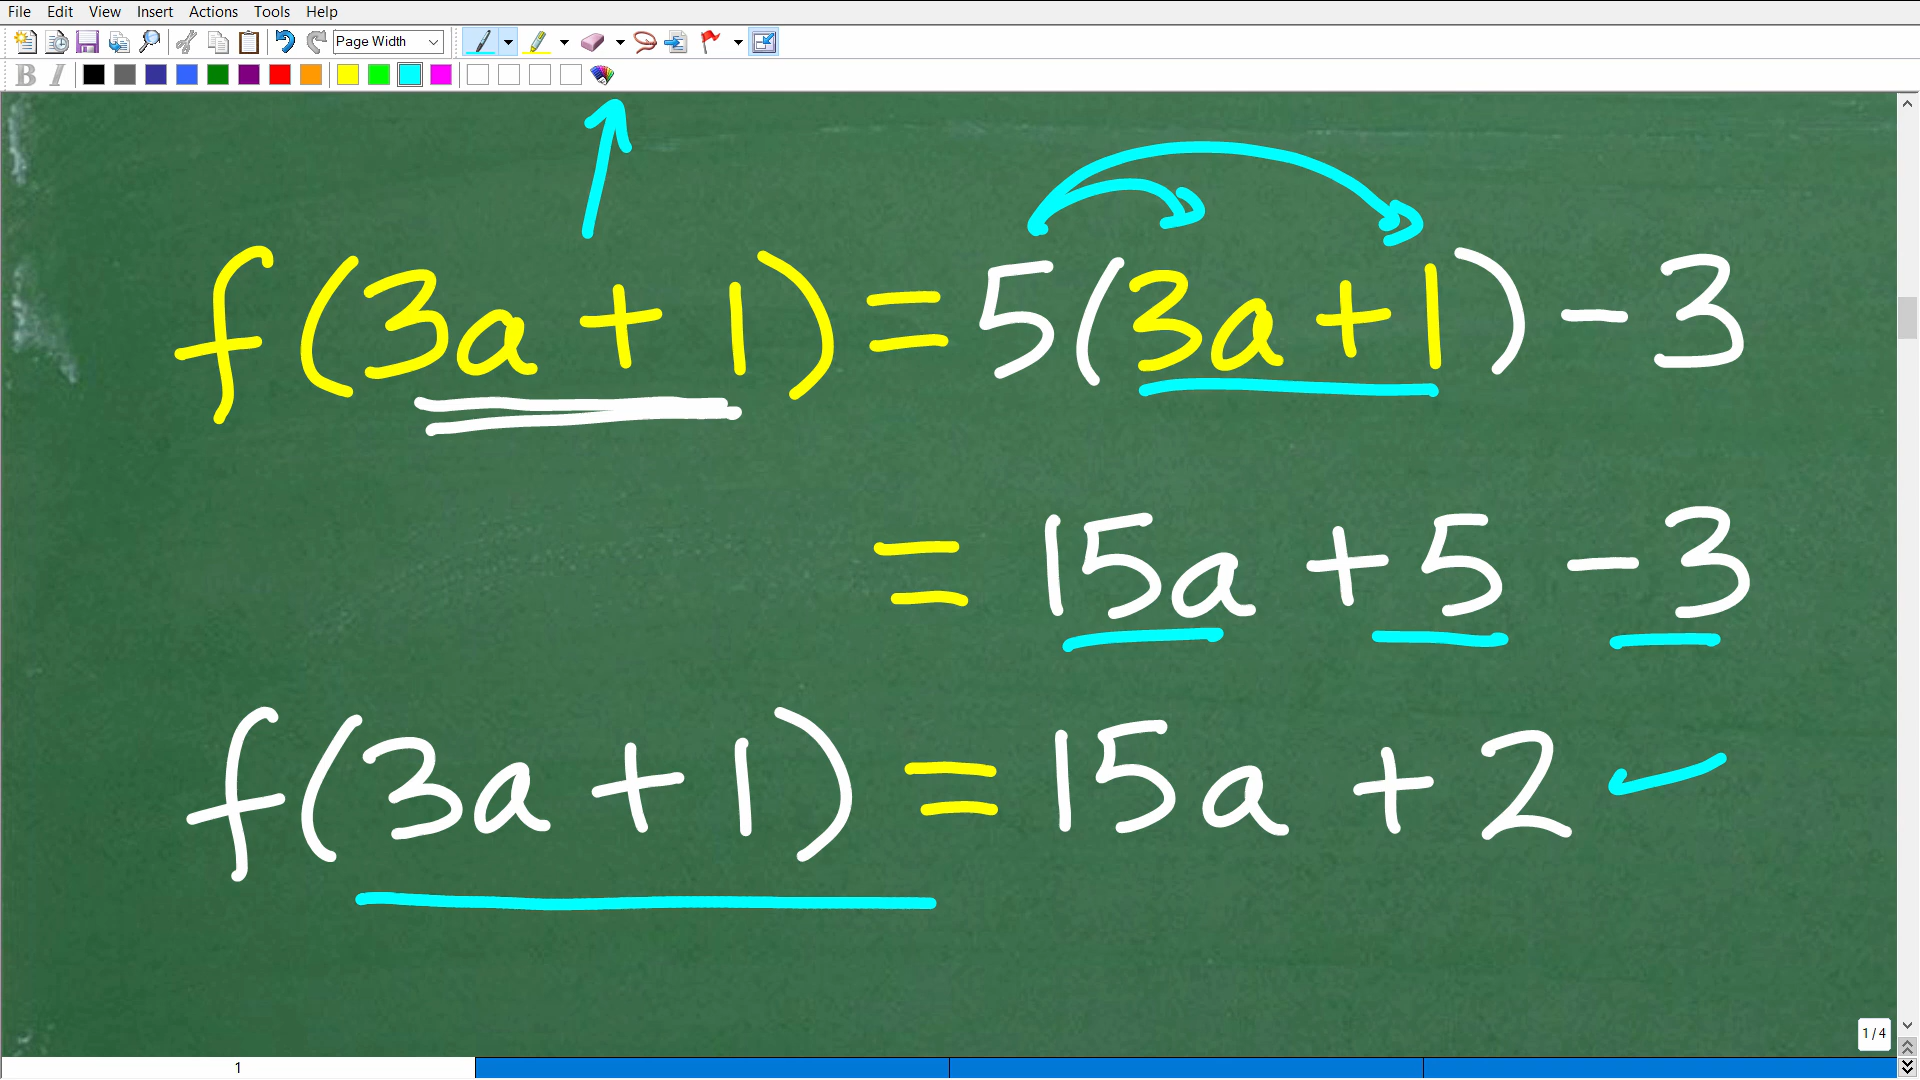 File Edit View Insert Actions Tools Help
Page Width
B I
f(3a + 1) = 5(3a + 1) - 3
= 15a + 5 - 3
f(3a + 1) = 15a + 2
1 / 4
1